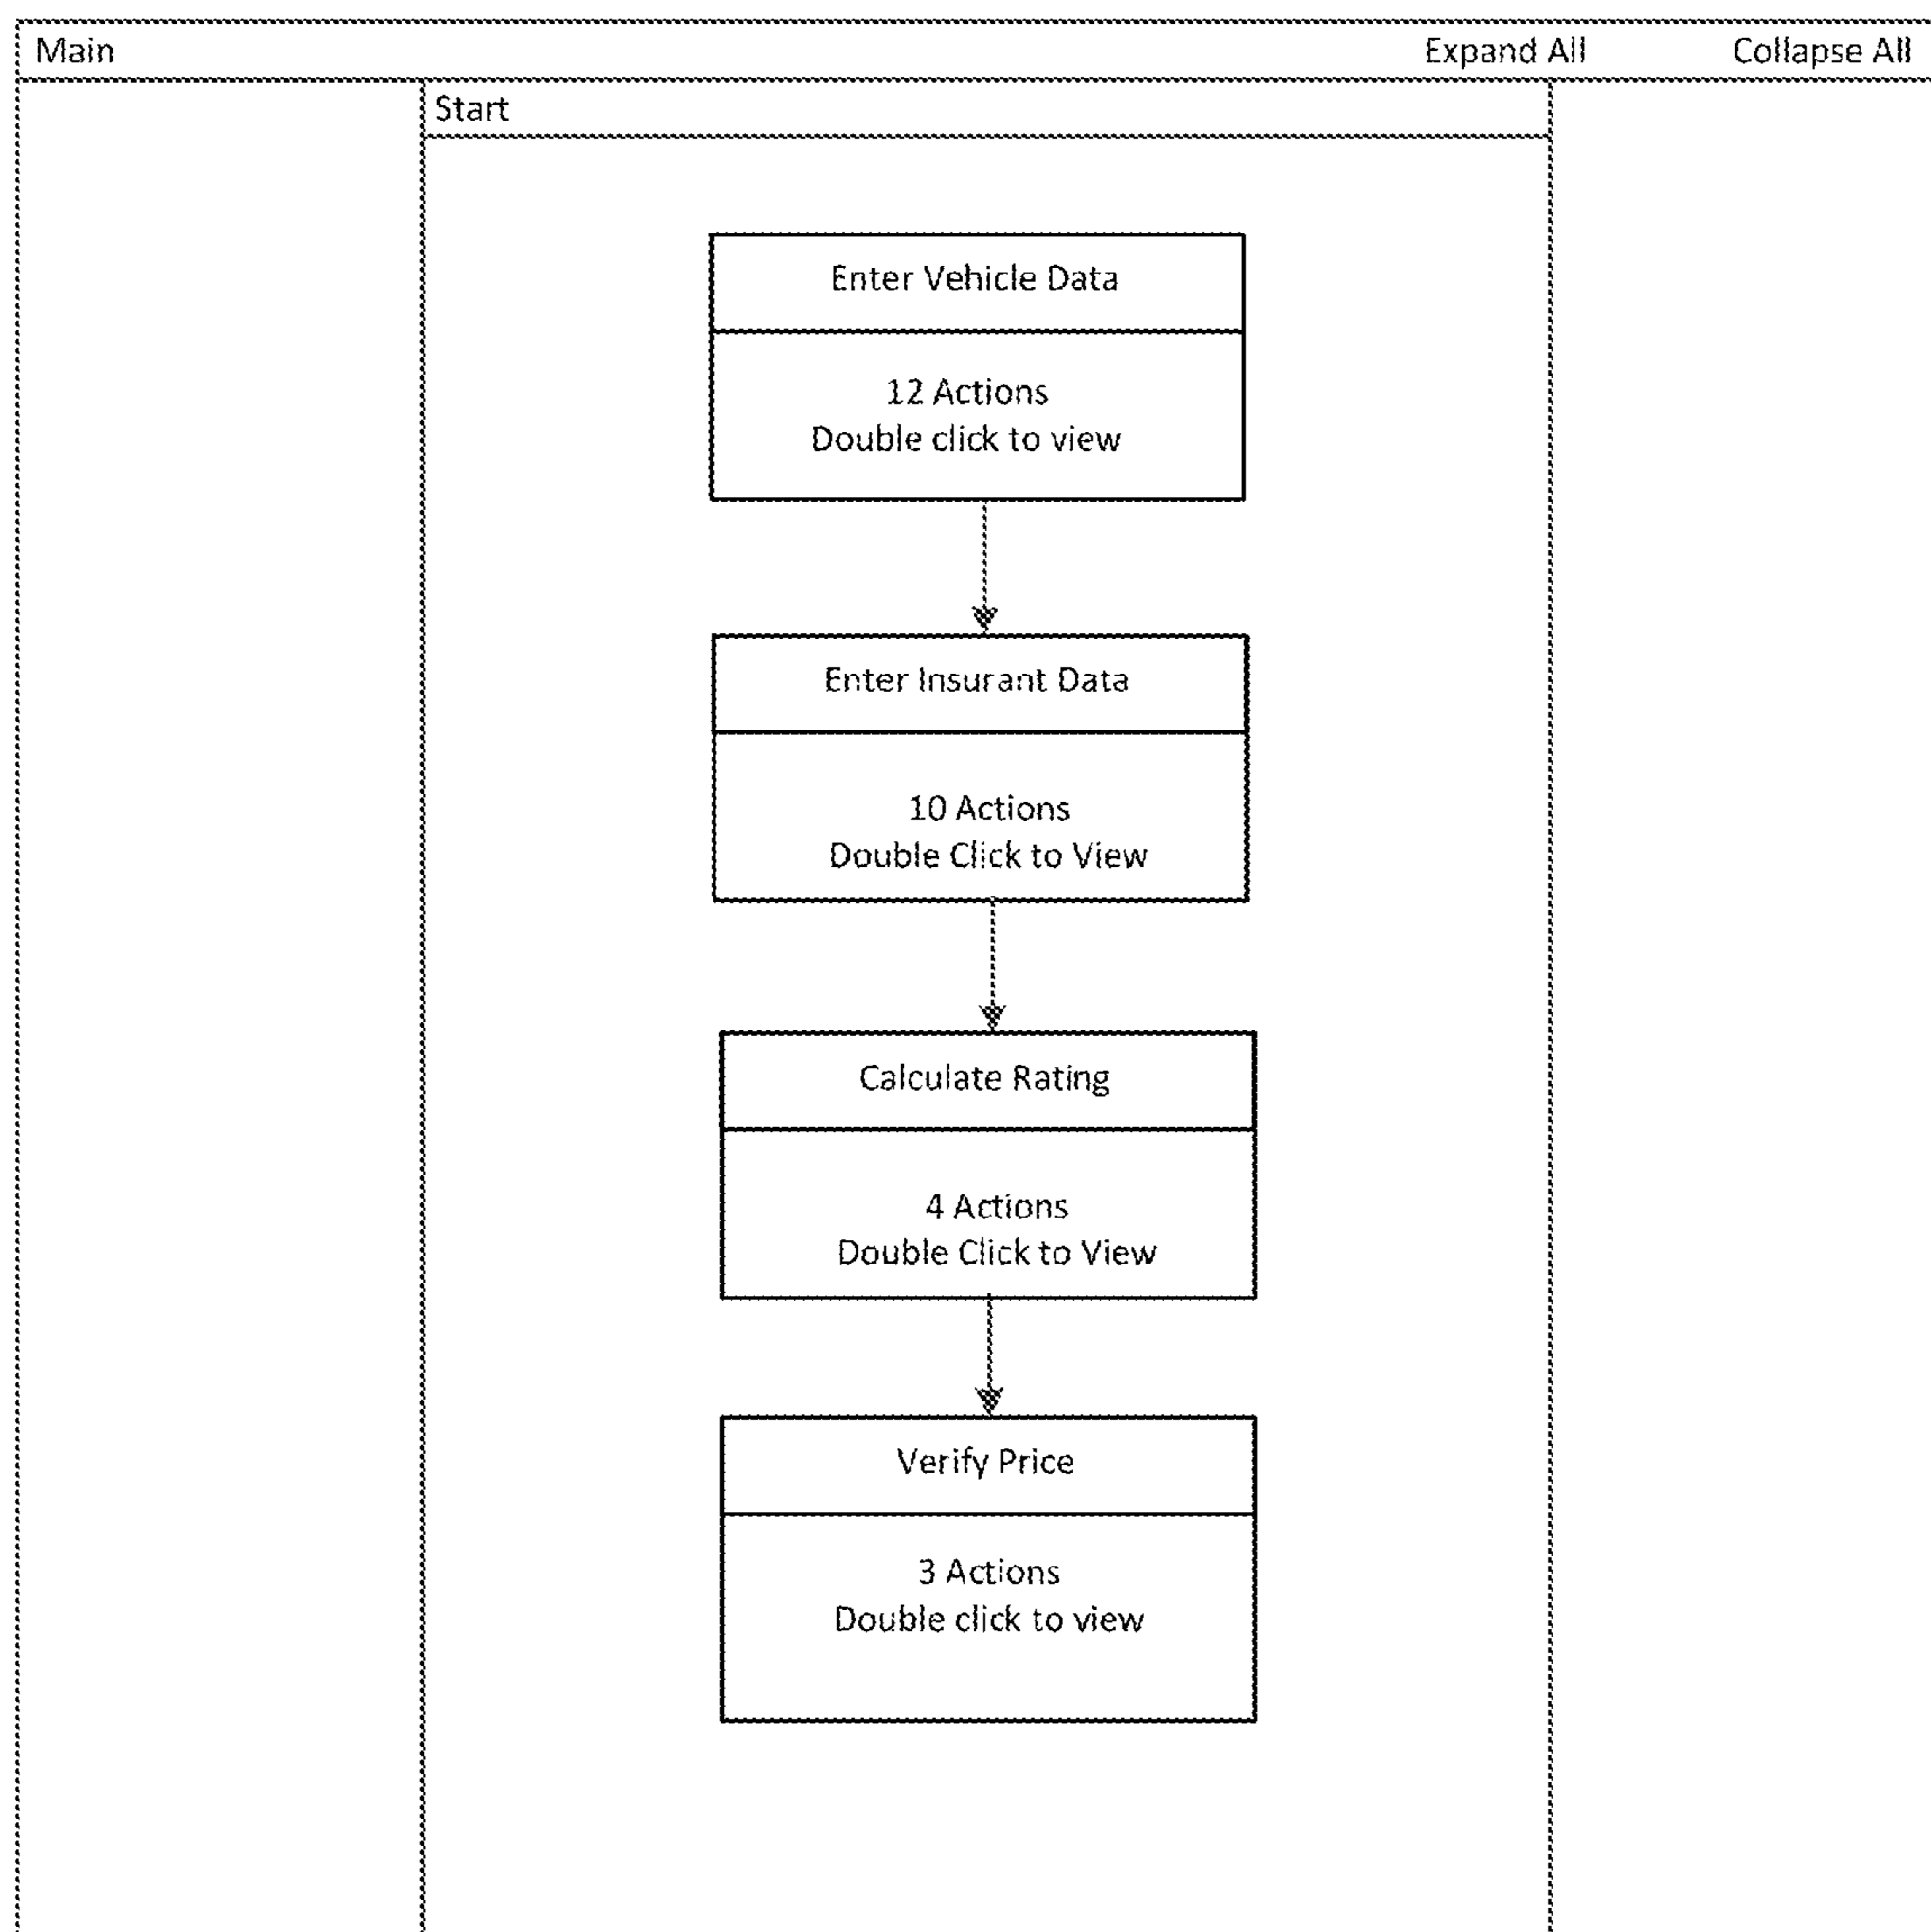 Main Expand All Collapse All
Start
Enter Vehicle Data
12 Actions
Double click to view
Enter Insurant Data
10 Actions
Double Click to View
Calculate Rating
4 Actions
Double Click to View
Verify Price
3 Actions
Double click to view